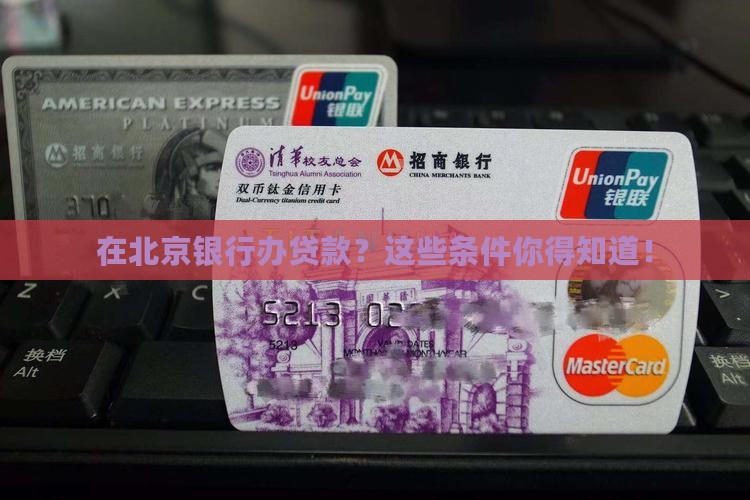 AMERICAN EXPRESS
PLATINUM
UnionPay
银联
招商银行
370
清華校友总会
Tsinghua Alumni Association
招商银行
CHINA MERCHANTS BANK
双币钛金信用卡
Dual-Currency titanium credit card
UnionPay
银联
在北京银行办贷款？这些条件你得知道！
5213 02
5213
MasterCard
换档
Alt
换档
Alt